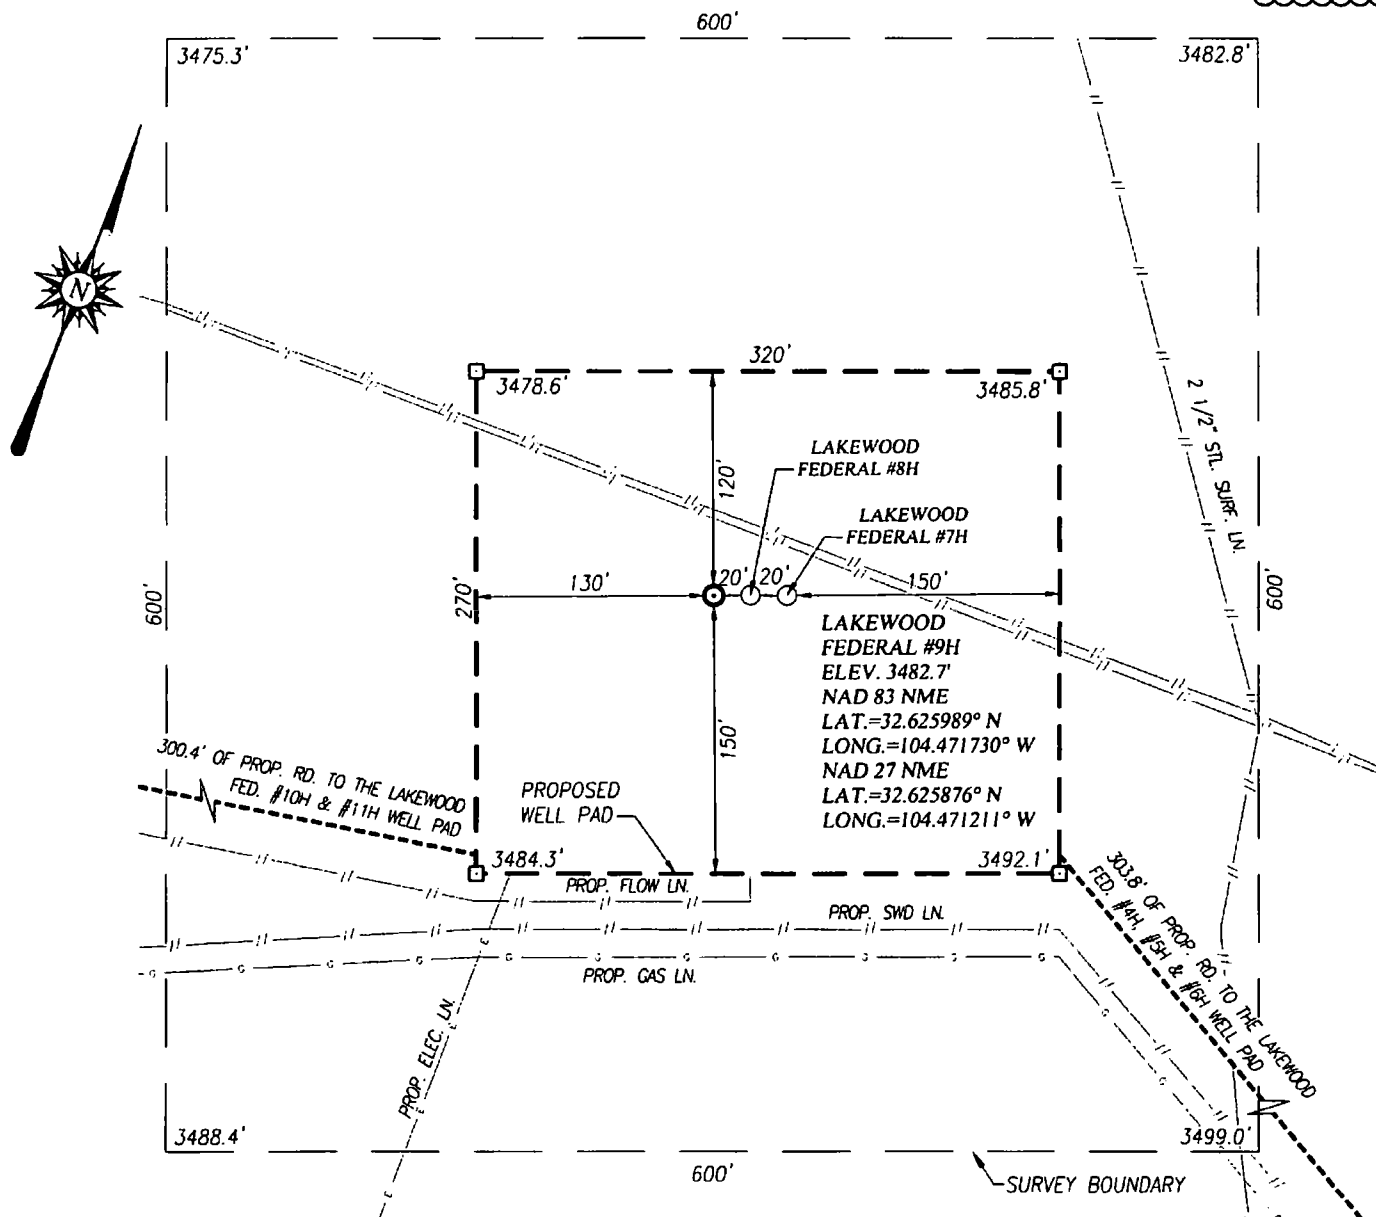 600'
3475.3'
3482.8'
N
320'
3478.6'
3485.8'
2 1/2" STL. SURF. LN.
LAKEWOOD
FEDERAL #8H
120'
LAKEWOOD
FEDERAL #7H
600'
270'
130'
20'
20'
150'
600'
LAKEWOOD
FEDERAL #9H
ELEV. 3482.7'
NAD 83 NME
LAT.=32.625989° N
LONG.=104.471730° W
NAD 27 NME
LAT.=32.625876° N
LONG.=104.471211° W
150'
300.4' OF PROP. RD. TO THE LAKEWOOD
FED. #10H & #11H WELL PAD
PROPOSED
WELL PAD
3484.3'
3492.1'
PROP. FLOW LN.
PROP. SWD LN.
PROP. GAS LN.
303.8' OF PROP. RD. TO THE LAKEWOOD
FED. #4H, #5H & #6H WELL PAD
PROP. ELEC. LN.
3488.4'
3499.0'
600'
SURVEY BOUNDARY